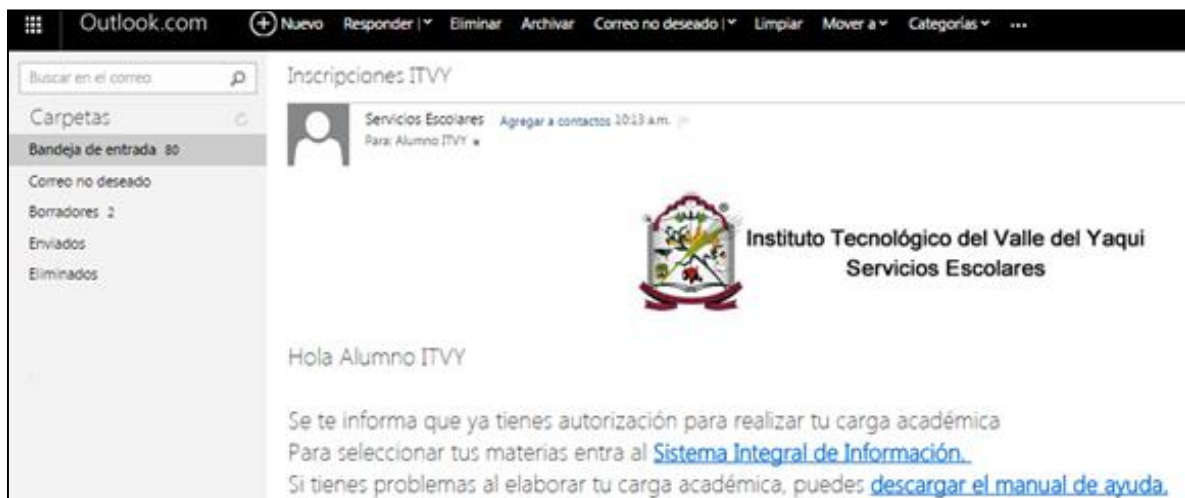 Outlook.com
Nuevo Responder Eliminar Archivar Correo no deseado Limpiar Mover a Categorías ...
Buscar en el correo
Carpetas
Bandeja de entrada 80
Correo no deseado
Borradores 2
Enviados
Eliminados
Inscripciones ITVY
Servicios Escolares Agregar a contactos 10:13 a.m.
Para: Alumno ITVY
Instituto Tecnológico del Valle del Yaqui
Servicios Escolares
Hola Alumno ITVY
Se te informa que ya tienes autorización para realizar tu carga académica
Para seleccionar tus materias entra al Sistema Integral de Información.
Si tienes problemas al elaborar tu carga académica, puedes descargar el manual de ayuda.